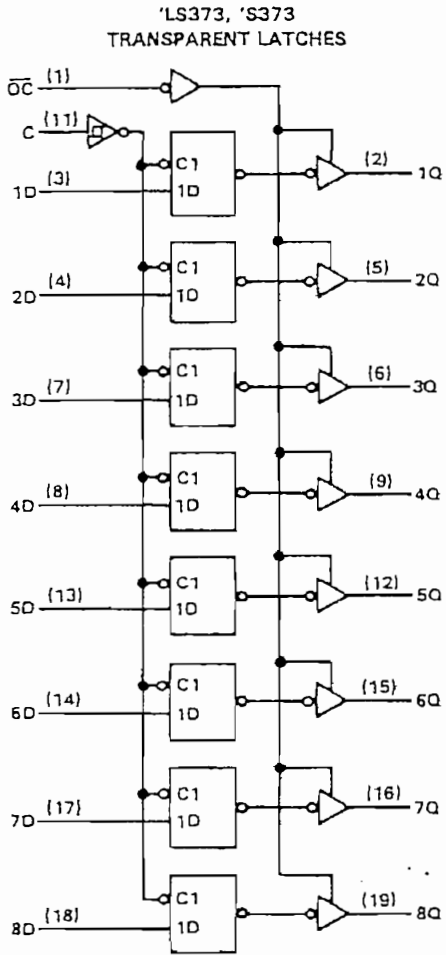 'LS373, 'S373
TRANSPARENT LATCHES
OC (1)
C (11)
C1
1D (3) 1D (2) 1Q
C1
2D (4) 1D (5) 2Q
C1
3D (7) 1D (6) 3Q
C1
4D (8) 1D (9) 4Q
C1
5D (13) 1D (12) 5Q
C1
6D (14) 1D (15) 6Q
C1
7D (17) 1D (16) 7Q
C1
8D (18) 1D (19) 8Q